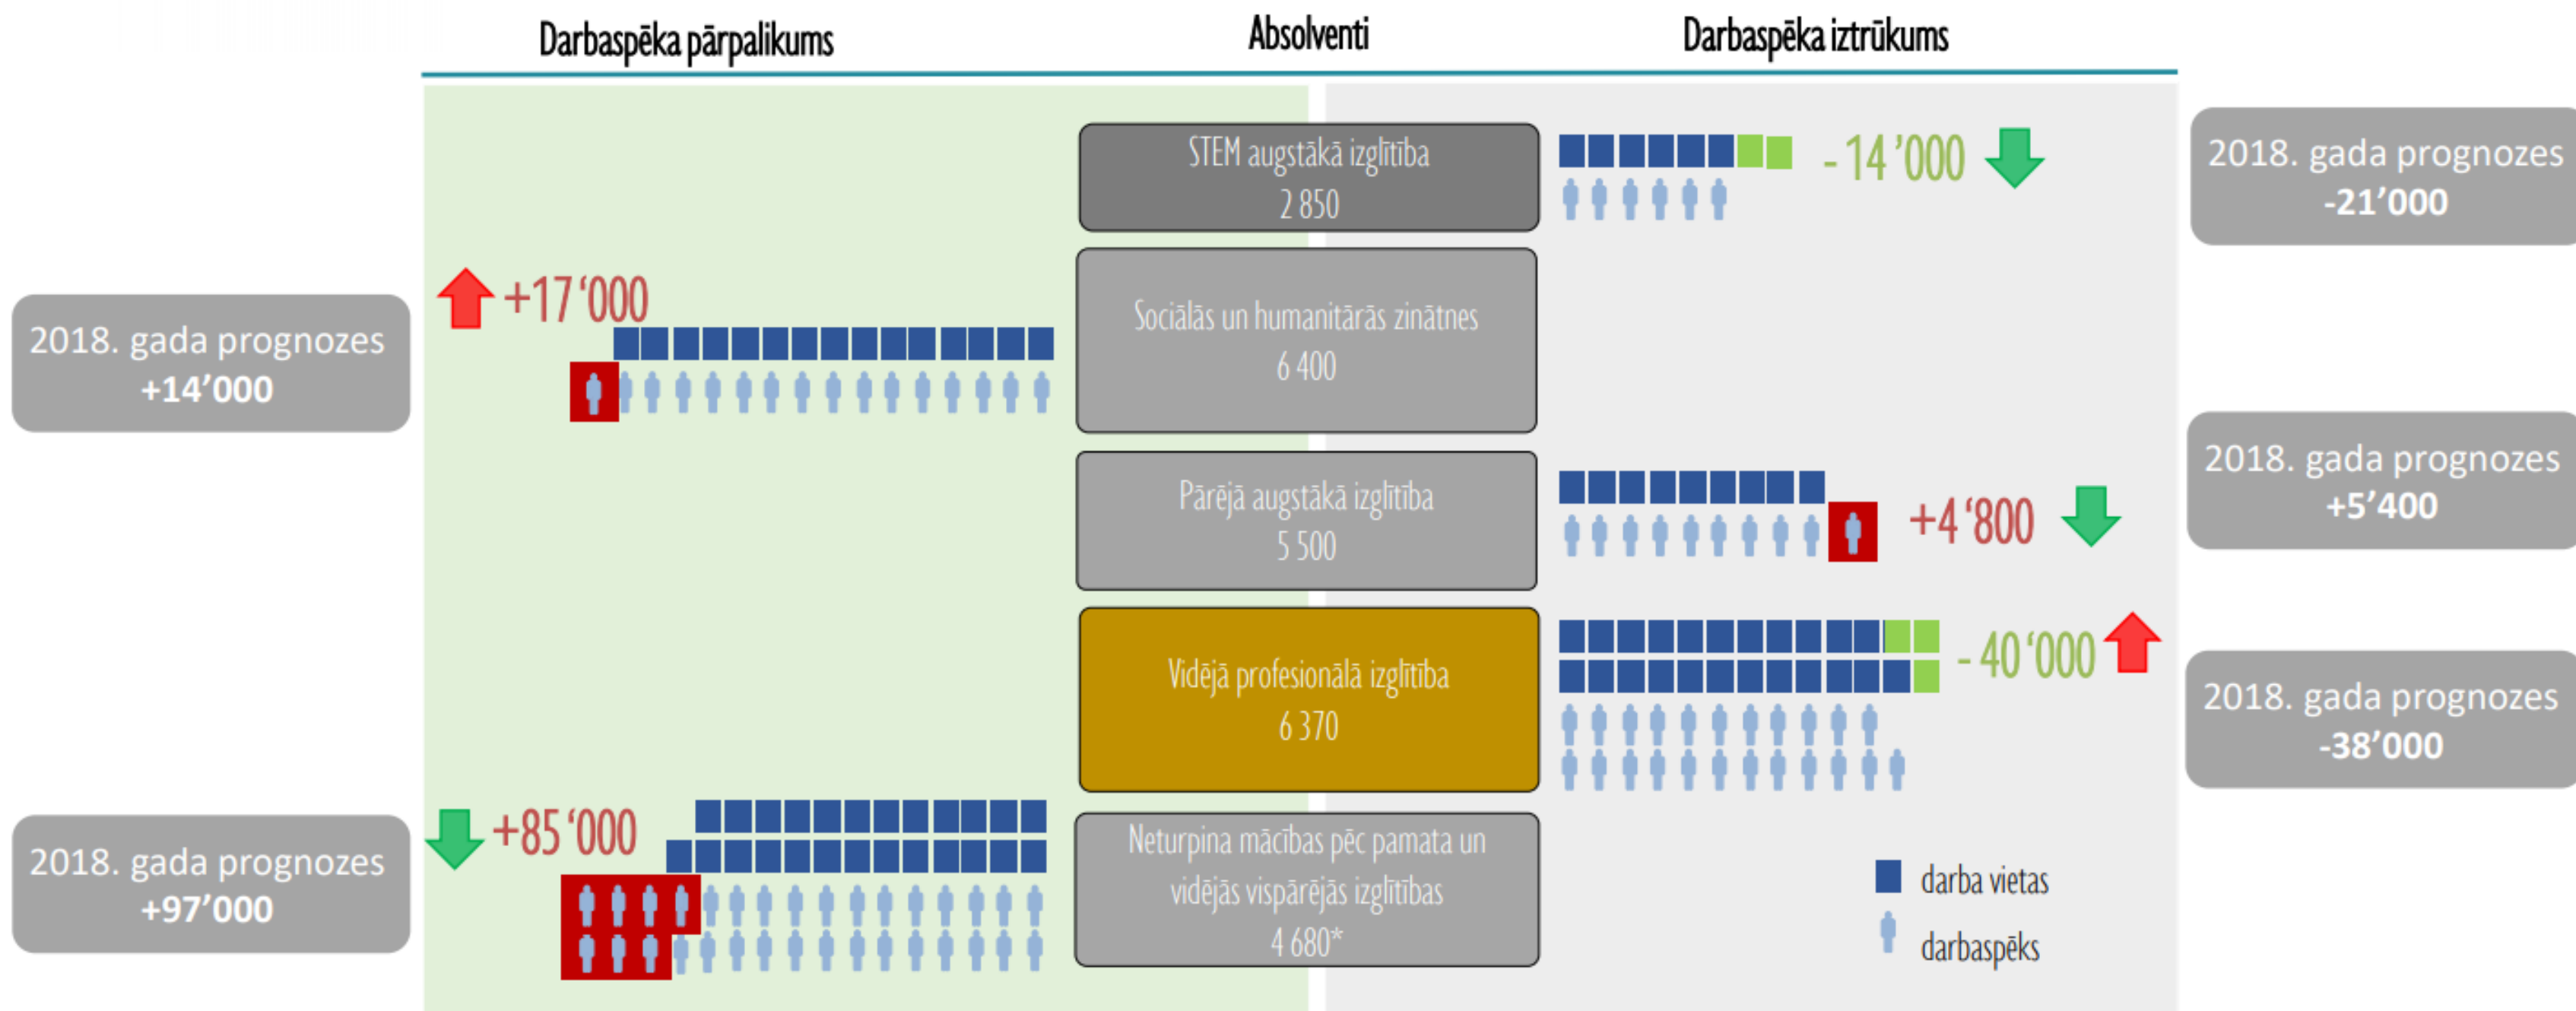 Darbaspēka pārpalikums
Absolventi
Darbaspēka iztrūkums
STEM augstākā izglītība
2 850
- 14 ’000
2018. gada prognozes
-21’000
2018. gada prognozes
+14’000
+17 ‘000
Sociālās un humanitārās zinātnes
6 400
Pārējā augstākā izglītība
5 500
+4 ‘800
2018. gada prognozes
+5’400
Vidējā profesionālā izglītība
6 370
- 40 ‘000
2018. gada prognozes
-38’000
2018. gada prognozes
+97’000
+85 ‘000
Neturpina mācības pēc pamata un
vidējās vispārējās izglītības
4 680*
darba vietas
darbaspēks